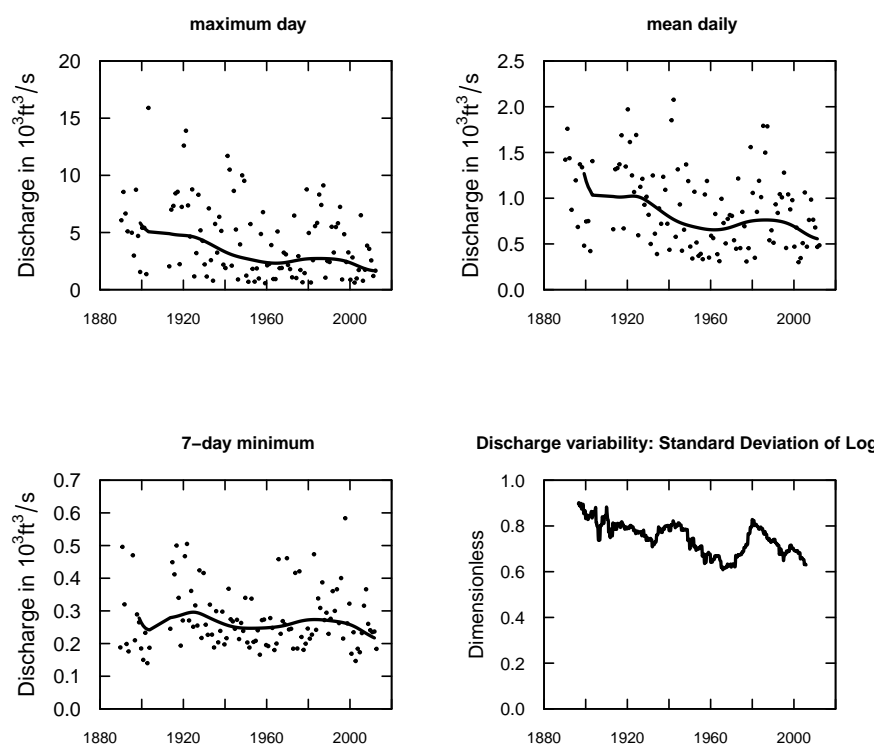 maximum day
Discharge in 10³ft³/s
20
15
10
5
0
1880 1920 1960 2000
mean daily
Discharge in 10³ft³/s
2.5
2.0
1.5
1.0
0.5
0.0
1880 1920 1960 2000
7−day minimum
Discharge in 10³ft³/s
0.7
0.6
0.5
0.4
0.3
0.2
0.1
0.0
1880 1920 1960 2000
Discharge variability: Standard Deviation of Log
Dimensionless
1.0
0.8
0.6
0.4
0.2
0.0
1880 1920 1960 2000